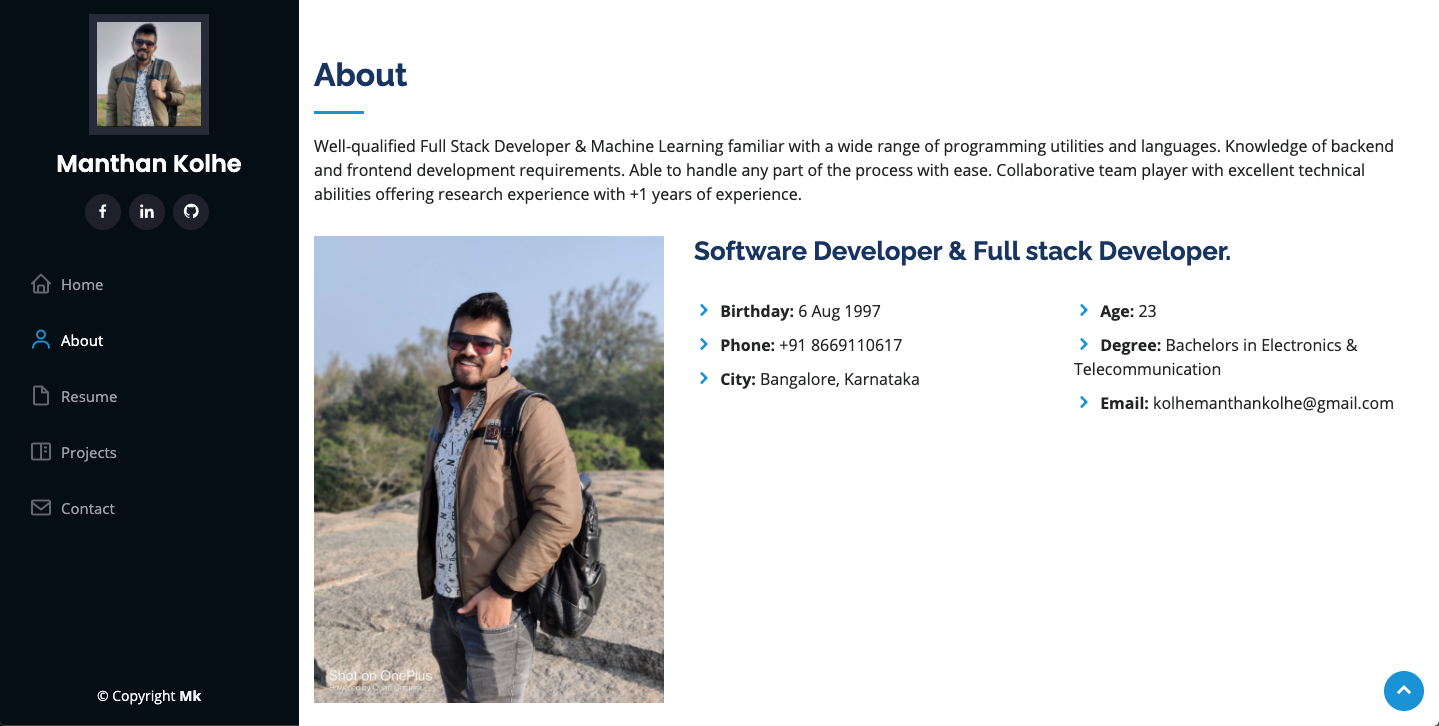 Manthan Kolhe
Home
About
Resume
Projects
Contact
© Copyright Mk
About
Well-qualified Full Stack Developer & Machine Learning familiar with a wide range of programming utilities and languages. Knowledge of backend
and frontend development requirements. Able to handle any part of the process with ease. Collaborative team player with excellent technical
abilities offering research experience with +1 years of experience.
Shot on OnePlus
Software Developer & Full stack Developer.
Birthday: 6 Aug 1997
Phone: +91 8669110617
City: Bangalore, Karnataka
Age: 23
Degree: Bachelors in Electronics &
Telecommunication
Email: kolhemanthankolhe@gmail.com